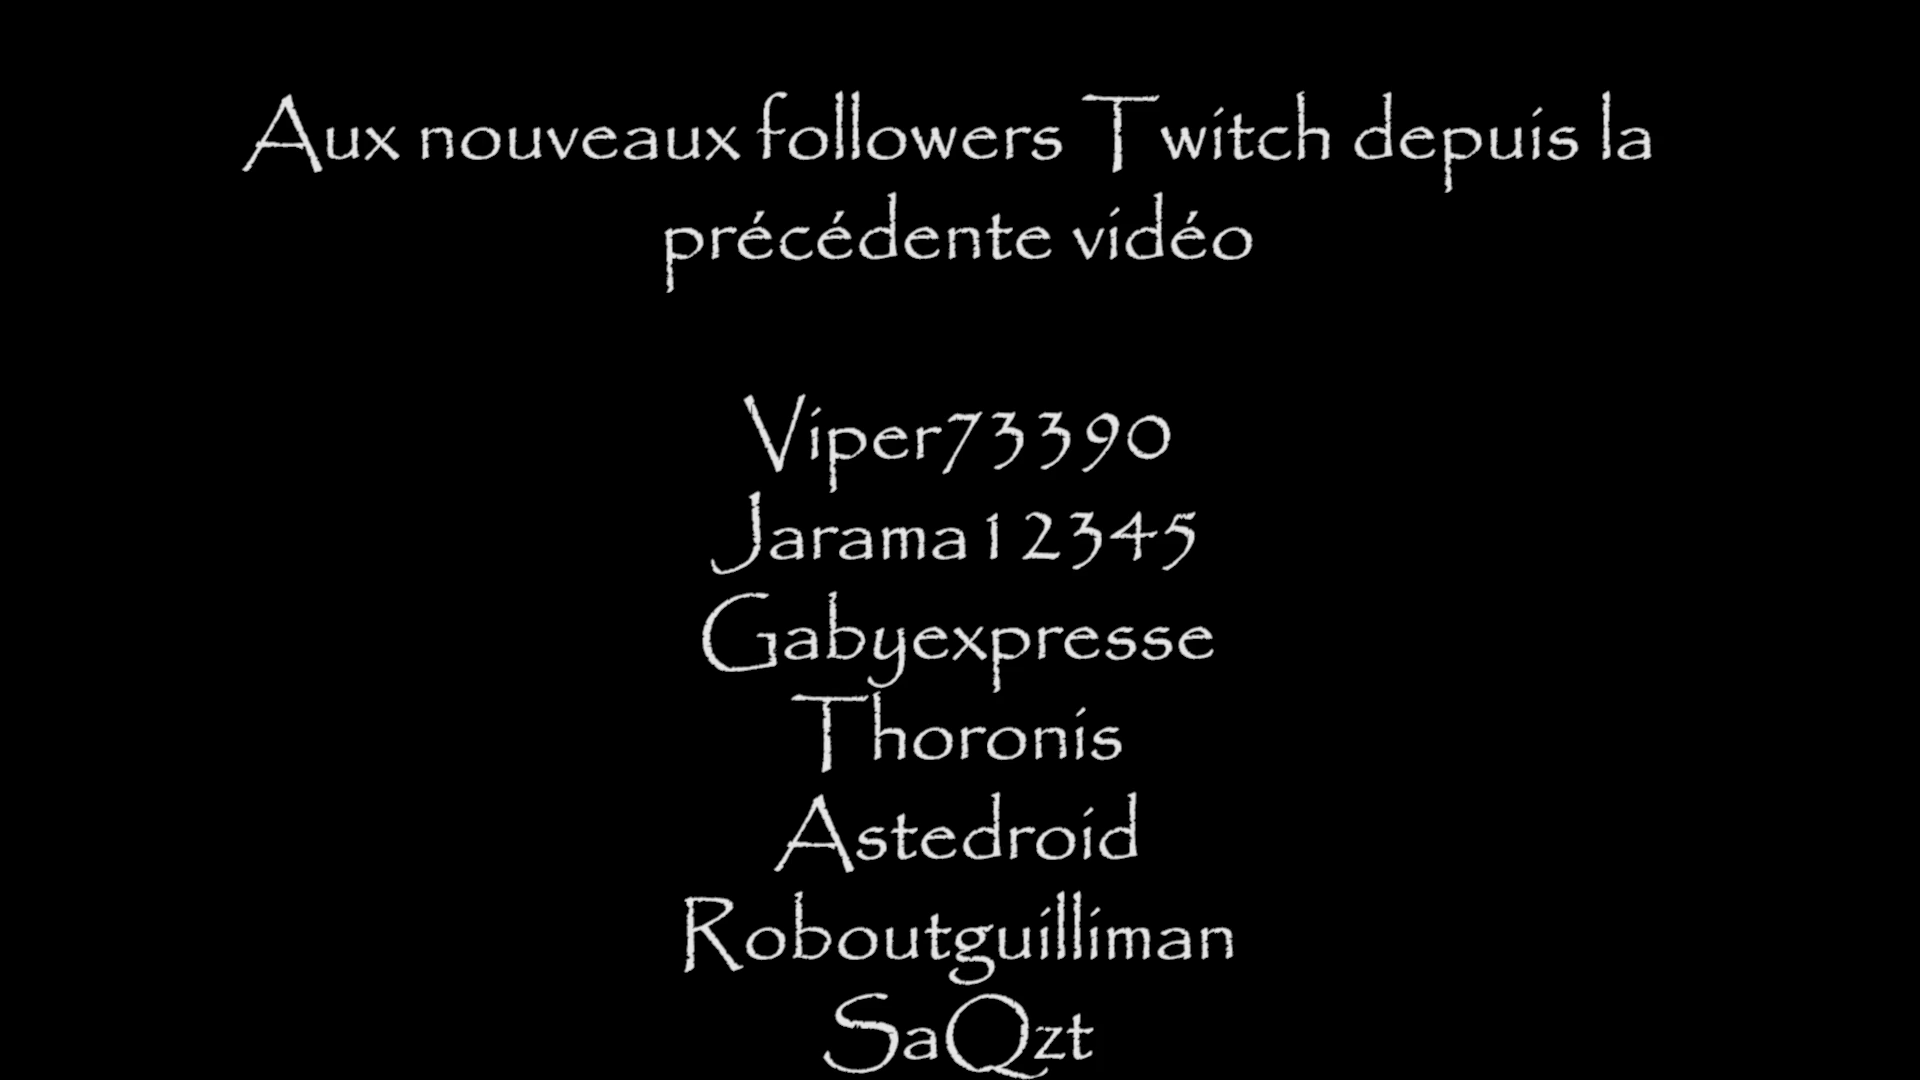 Aux nouveaux followers Twitch depuis la
précédente vidéo
Viper73390
Jarama12345
Gabyexpresse
Thoronis
Astedroid
Roboutguilliman
SaQzt